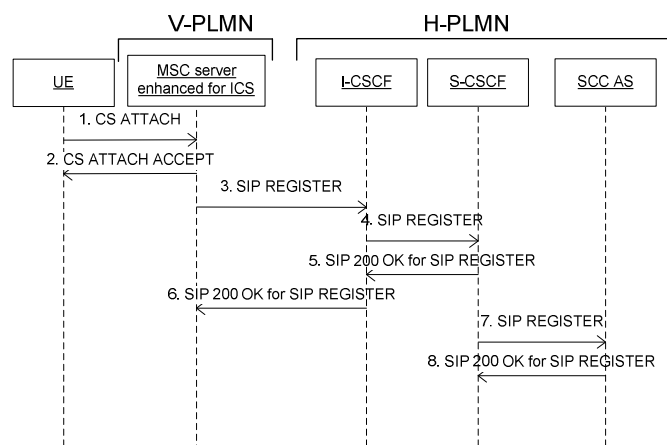 V-PLMN
H-PLMN
UE
MSC server
enhanced for ICS
I-CSCF
S-CSCF
SCC AS
1. CS ATTACH
2. CS ATTACH ACCEPT
3. SIP REGISTER
4. SIP REGISTER
5. SIP 200 OK for SIP REGISTER
6. SIP 200 OK for SIP REGISTER
7. SIP REGISTER
8. SIP 200 OK for SIP REGISTER